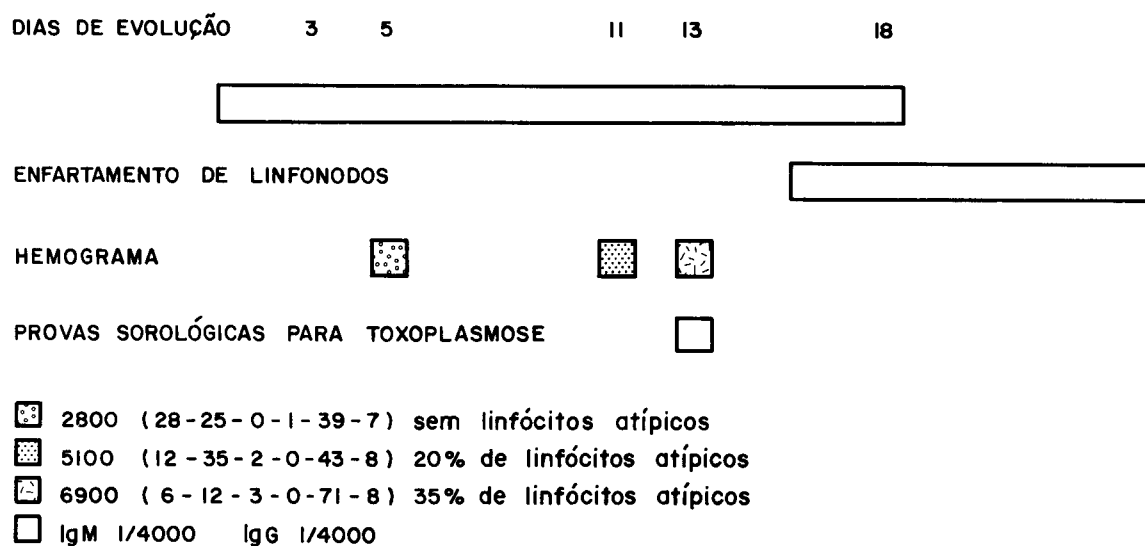 DIAS DE EVOLUÇÃO 3 5 11 13 18
ENFARTAMENTO DE LINFONODOS
HEMOGRAMA
PROVAS SOROLÓGICAS PARA TOXOPLASMOSE
2800 (28-25-0-1-39-7) sem linfócitos atípicos
5100 (12-35-2-0-43-8) 20% de linfócitos atípicos
6900 (6-12-3-0-71-8) 35% de linfócitos atípicos
IgM 1/4000 IgG 1/4000